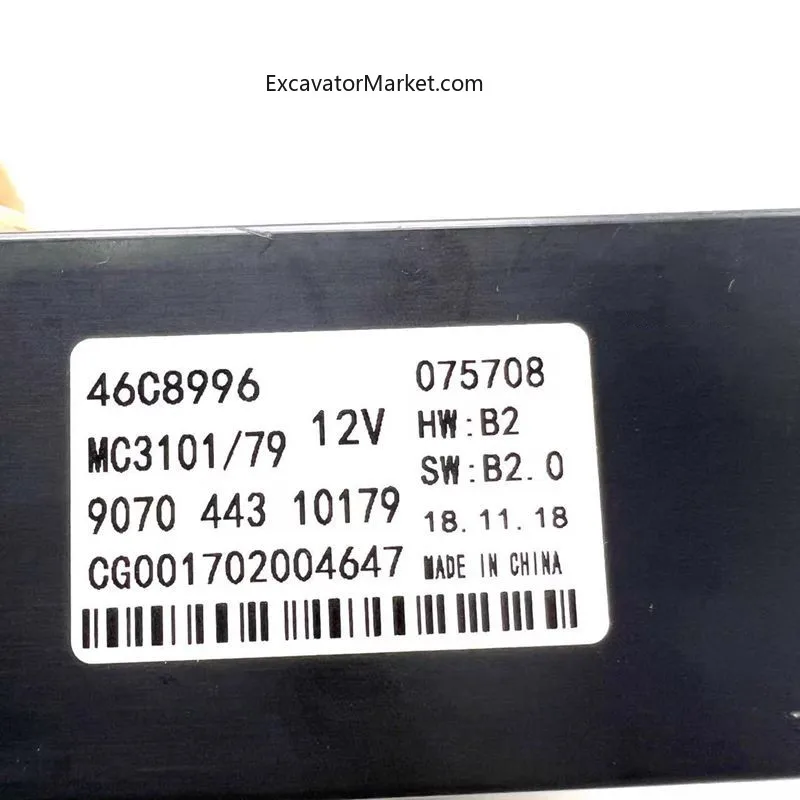 ExcavatorMarket.com
46C8996
MC3101/79 12V
9070 443 10179
CG001702004647
075708
HW:B2
SW:B2.0
18.11.18
MADE IN CHINA